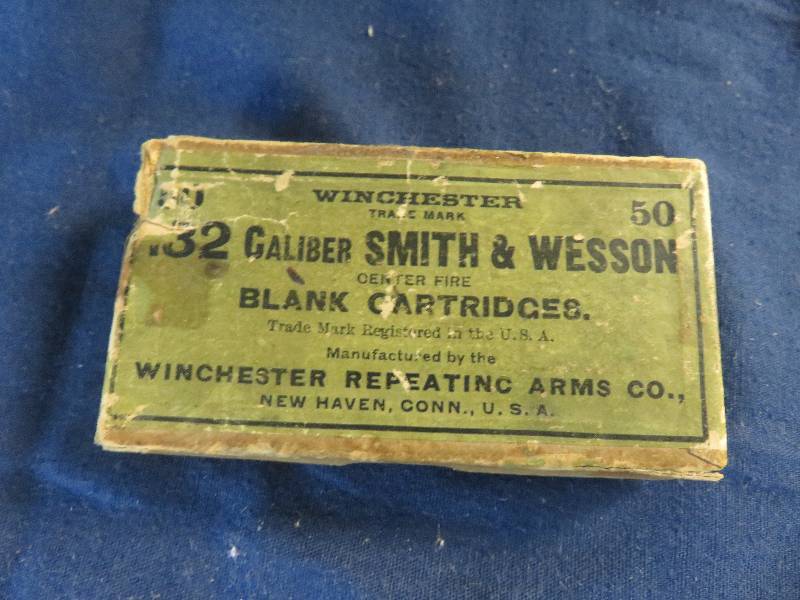 50 WINCHESTER 50
TRADE MARK
.32 CALIBER SMITH & WESSON
CENTER FIRE
BLANK CARTRIDGES.
Trade Mark Registered in the U.S.A.
Manufactured by the
WINCHESTER REPEATING ARMS CO.,
NEW HAVEN, CONN., U.S.A.